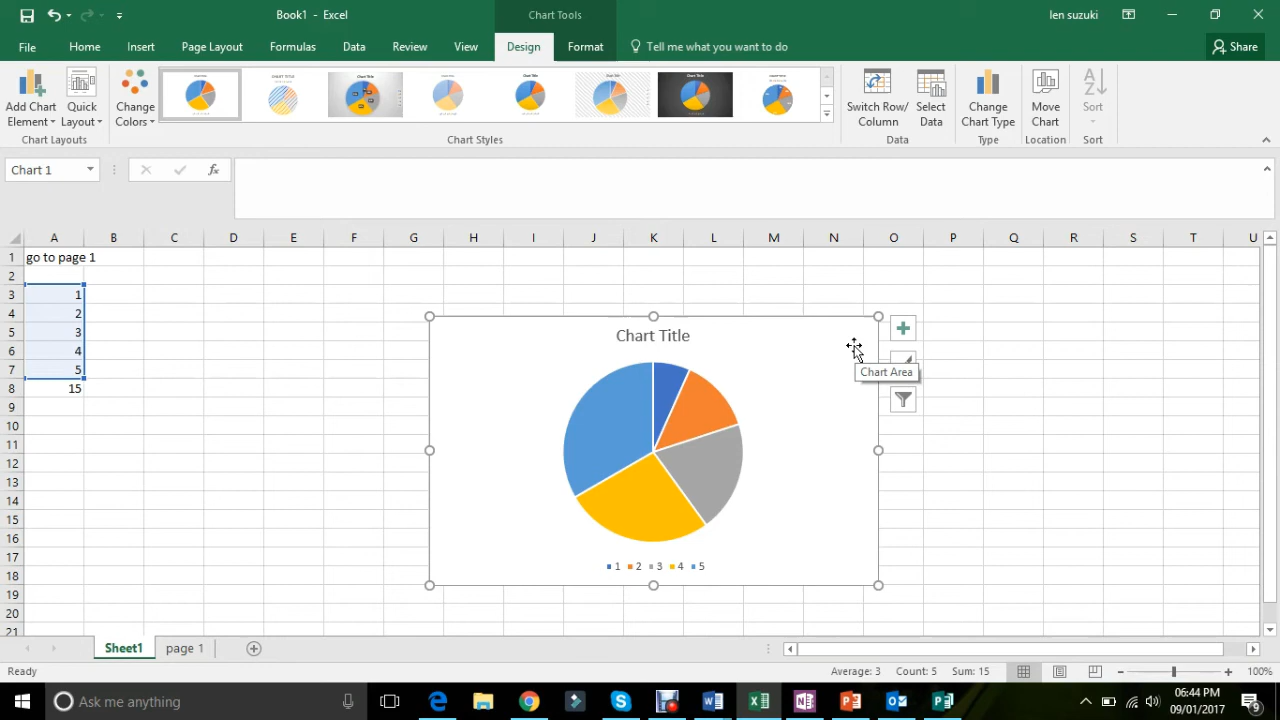 Book1 - Excel
Chart Tools
len suzuki
File
Home
Insert
Page Layout
Formulas
Data
Review
View
Design
Format
Tell me what you want to do
Share
Add Chart
Element
Quick
Layout
Change
Colors
Switch Row/
Column
Select
Data
Change
Chart Type
Move
Chart
Sort
Chart Layouts
Chart Styles
Data
Type
Location
Sort
Chart 1
fx
A B C D E F G H I J K L M N O P Q R S T U
1 go to page 1
2
3 1
4 2
5 3
6 4
7 5
8 15
9
10
11
12
13
14
15
16
17
18
19
20
21
Chart Title
Chart Area
1 2 3 4 5
Sheet1
page 1
Ready
Average: 3 Count: 5 Sum: 15
100%
Ask me anything
06:44 PM
09/01/2017